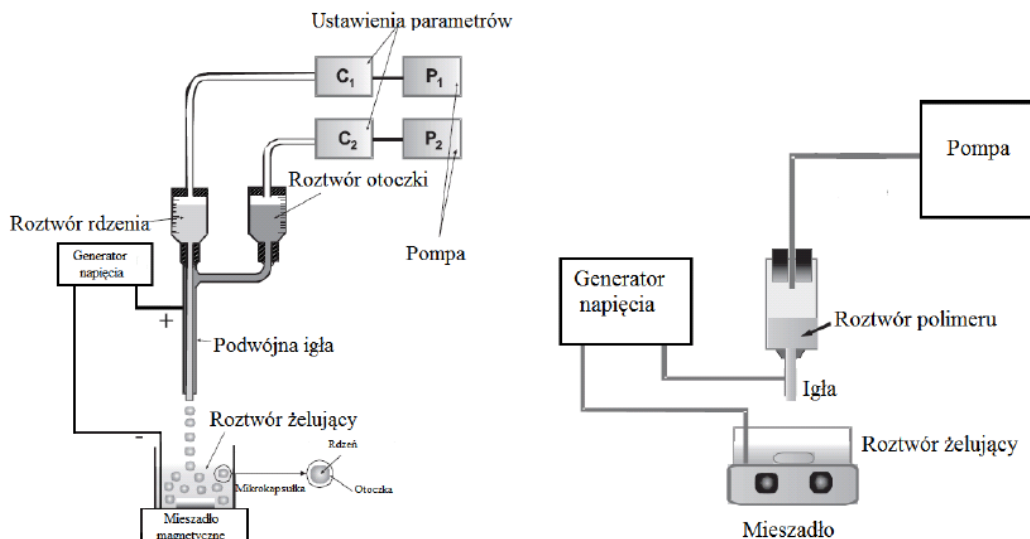 Ustawienia parametrów
C1
P1
C2
P2
Roztwór otoczki
Roztwór rdzenia
Pompa
Generator
napięcia
+
Podwójna igła
-
Roztwór żelujący
Rdzeń
Mikrokapsułka
Otoczka
Mieszadło
magnetyczne
Pompa
Generator
napięcia
Roztwór polimeru
Igła
Roztwór żelujący
Mieszadło